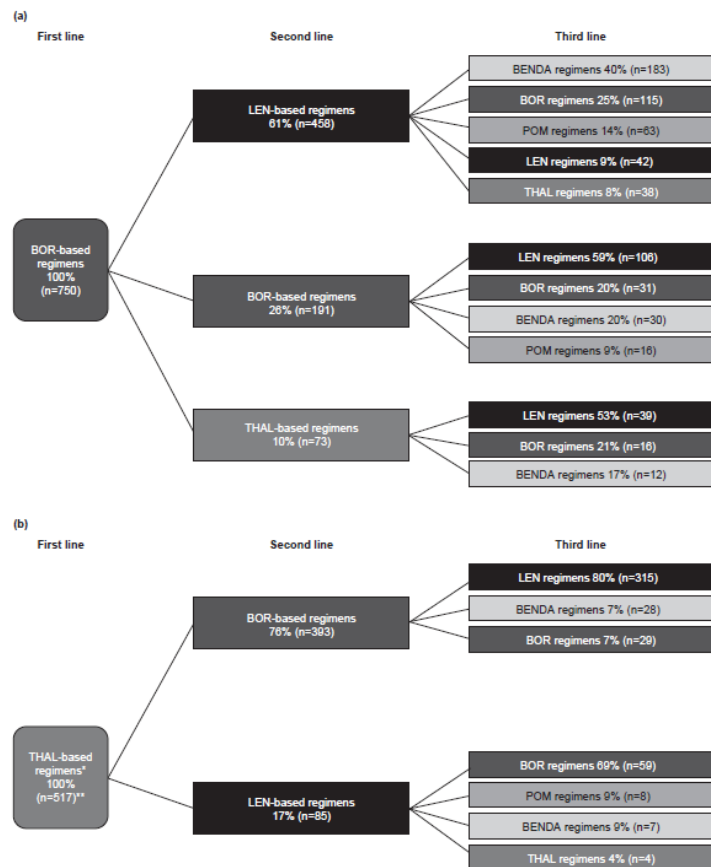 (a)
First line Second line Third line
BENDA regimens 40% (n=183)
LEN-based regimens
61% (n=458)
BOR regimens 25% (n=115)
POM regimens 14% (n=63)
LEN regimens 9% (n=42)
THAL regimens 8% (n=38)
BOR-based
regimens
100%
(n=750)
LEN regimens 59% (n=106)
BOR-based regimens
26% (n=191)
BOR regimens 20% (n=31)
BENDA regimens 20% (n=30)
POM regimens 9% (n=16)
LEN regimens 53% (n=39)
THAL-based regimens
10% (n=73)
BOR regimens 21% (n=16)
BENDA regimens 17% (n=12)
(b)
First line Second line Third line
LEN regimens 80% (n=315)
BOR-based regimens
76% (n=393)
BENDA regimens 7% (n=28)
BOR regimens 7% (n=29)
THAL-based
regimens*
100%
(n=517)**
BOR regimens 69% (n=59)
LEN-based regimens
17% (n=85)
POM regimens 9% (n=8)
BENDA regimens 9% (n=7)
THAL regimens 4% (n=4)